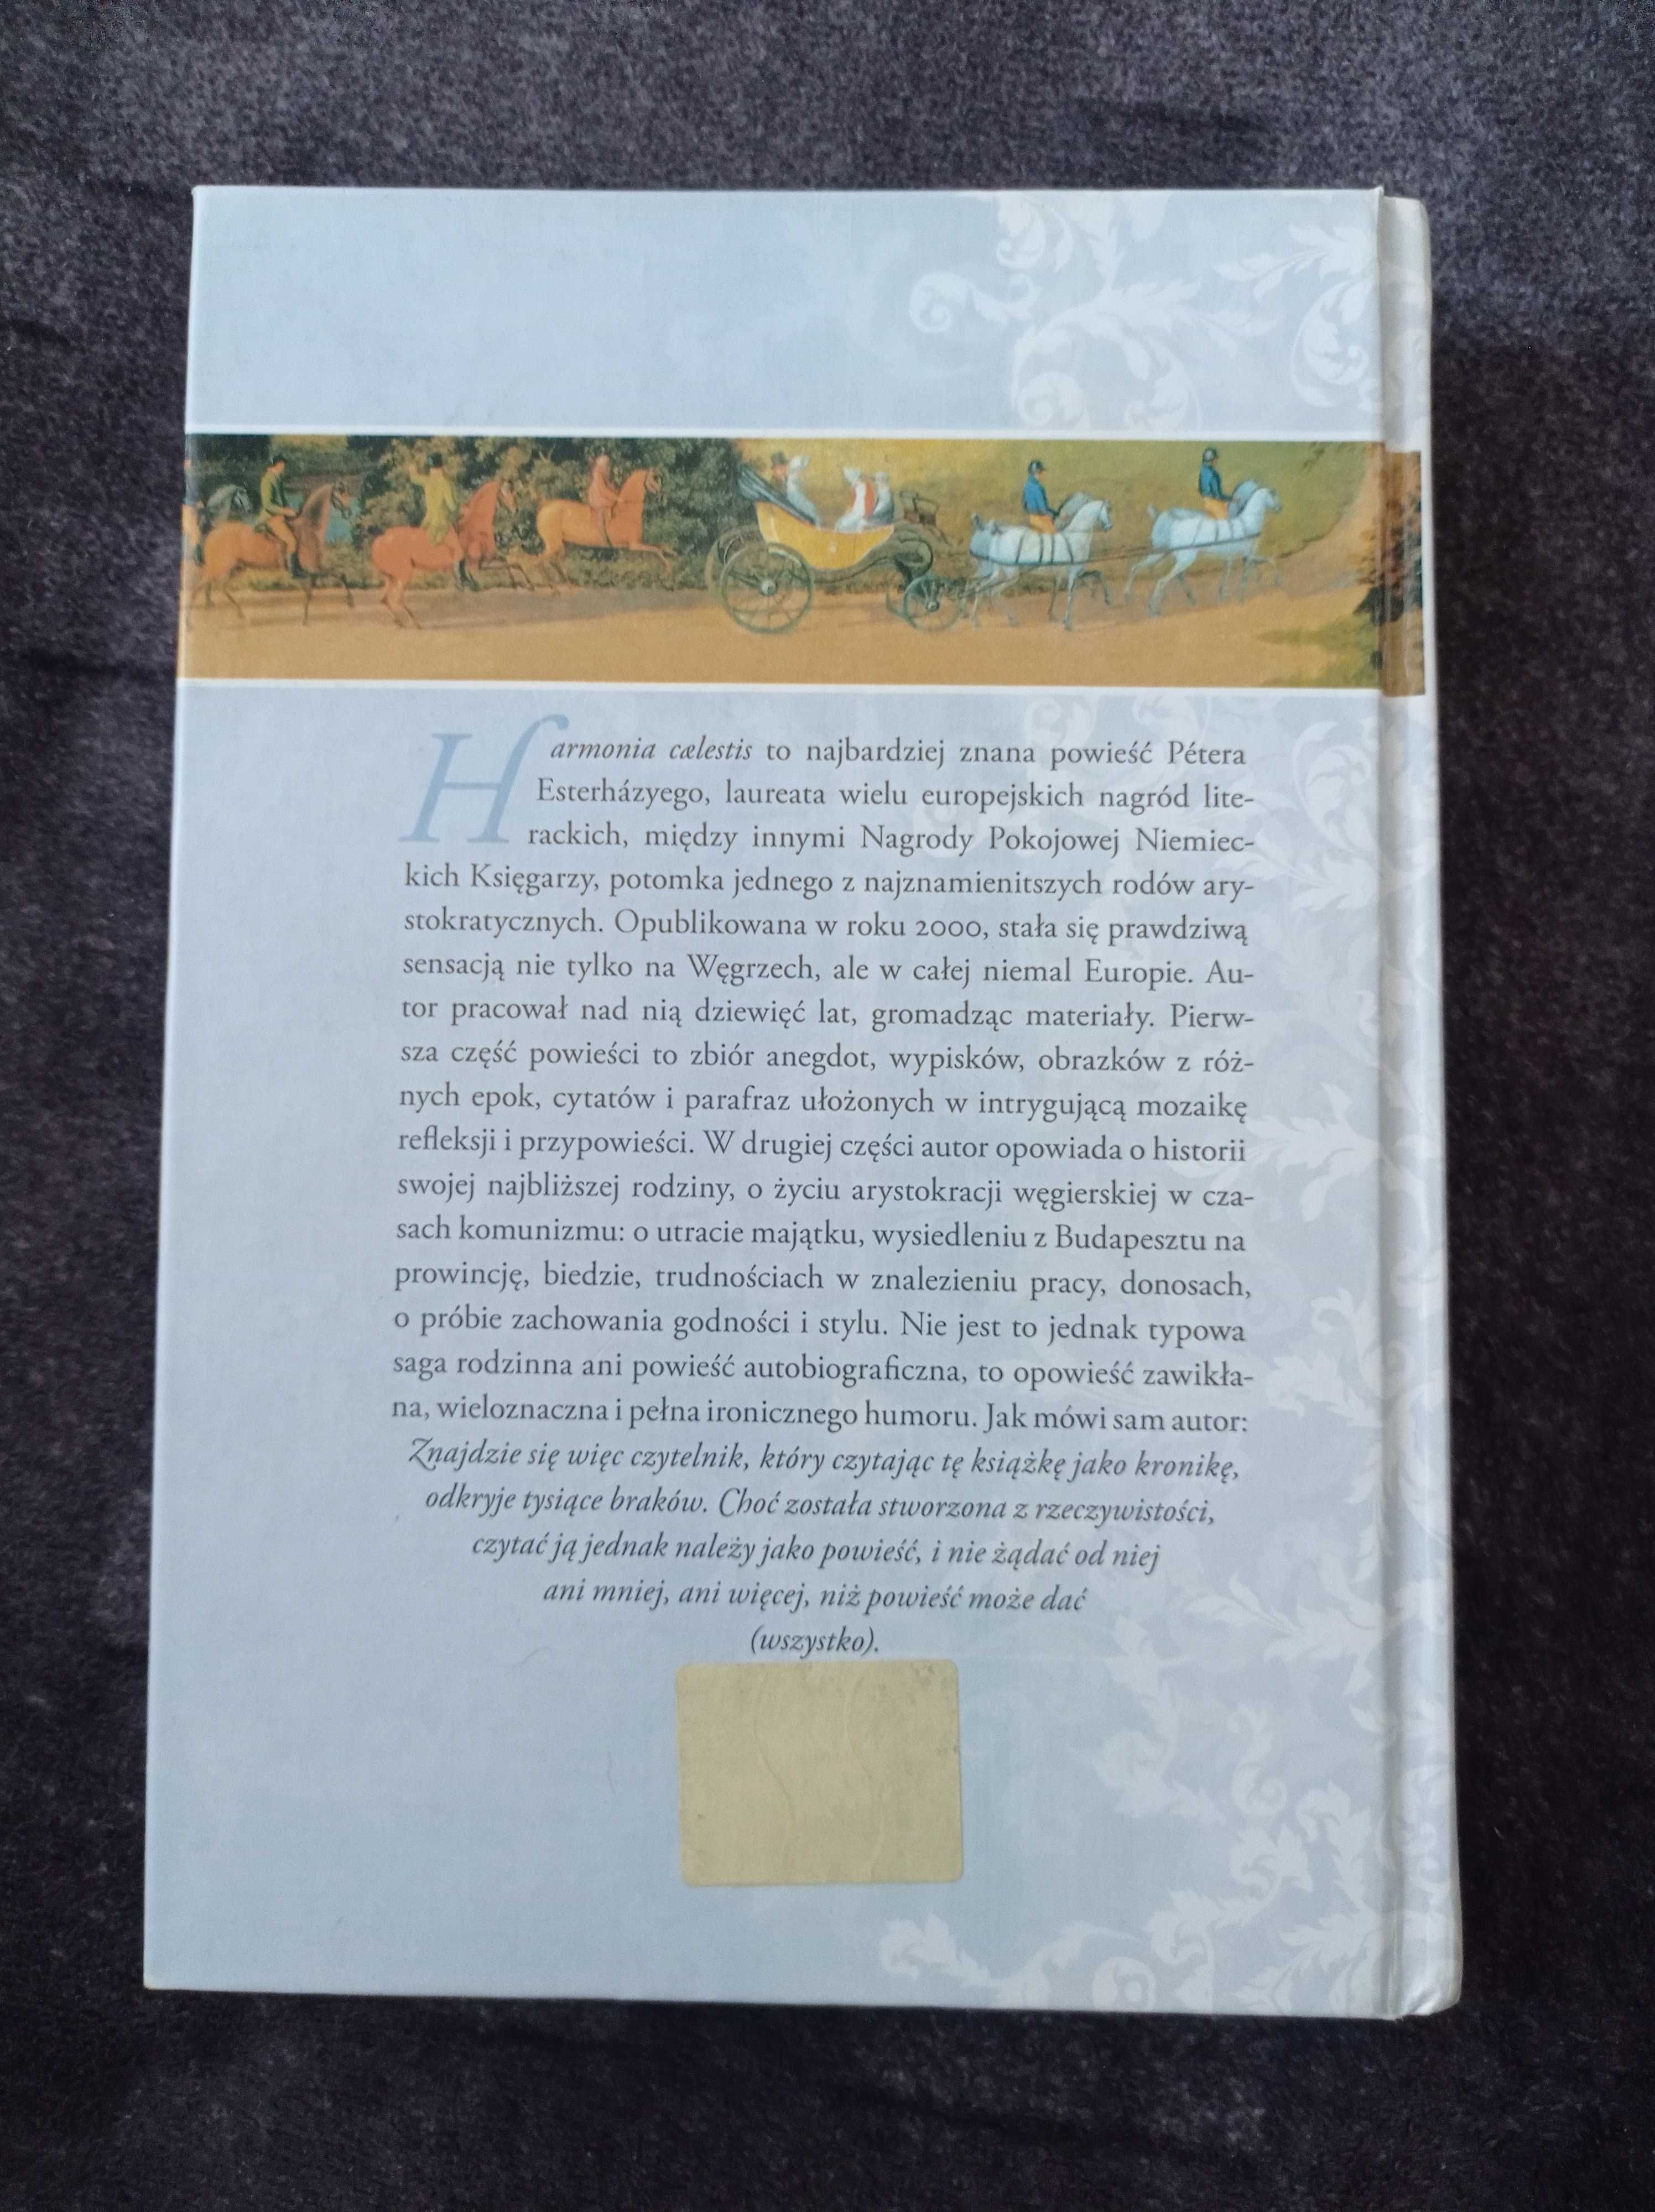 Harmonia cælestis to najbardziej znana powieść Pétera
Esterházyego, laureata wielu europejskich nagród lite-
rackich, między innymi Nagrody Pokojowej Niemiec-
kich Księgarzy, potomka jednego z najznamienitszych rodów ary-
stokratycznych. Opublikowana w roku 2000, stała się prawdziwą
sensacją nie tylko na Węgrzech, ale w całej niemal Europie. Au-
tor pracował nad nią dziewięć lat, gromadząc materiały. Pierw-
sza część powieści to zbiór anegdot, wypisków, obrazków z róż-
nych epok, cytatów i parafraz ułożonych w intrygującą mozaikę
refleksji i przypowieści. W drugiej części autor opowiada o historii
swojej najbliższej rodziny, o życiu arystokracji węgierskiej w cza-
sach komunizmu: o utracie majątku, wysiedleniu z Budapesztu na
prowincję, biedzie, trudnościach w znalezieniu pracy, donosach,
o próbie zachowania godności i stylu. Nie jest to jednak typowa
saga rodzinna ani powieść autobiograficzna, to opowieść zawikła-
na, wieloznaczna i pełna ironicznego humoru. Jak mówi sam autor:
Znajdzie się więc czytelnik, który czytając tę książkę jako kronikę,
odkryje tysiące braków. Choć została stworzona z rzeczywistości,
czytać ją jednak należy jako powieść, i nie żądać od niej
ani mniej, ani więcej, niż powieść może dać
(wszystko).